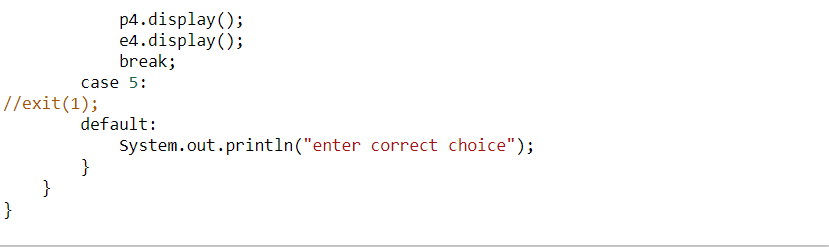 p4.display();
e4.display();
break;
case 5:
//exit(1);
default:
System.out.println("enter correct choice");
}
}
}